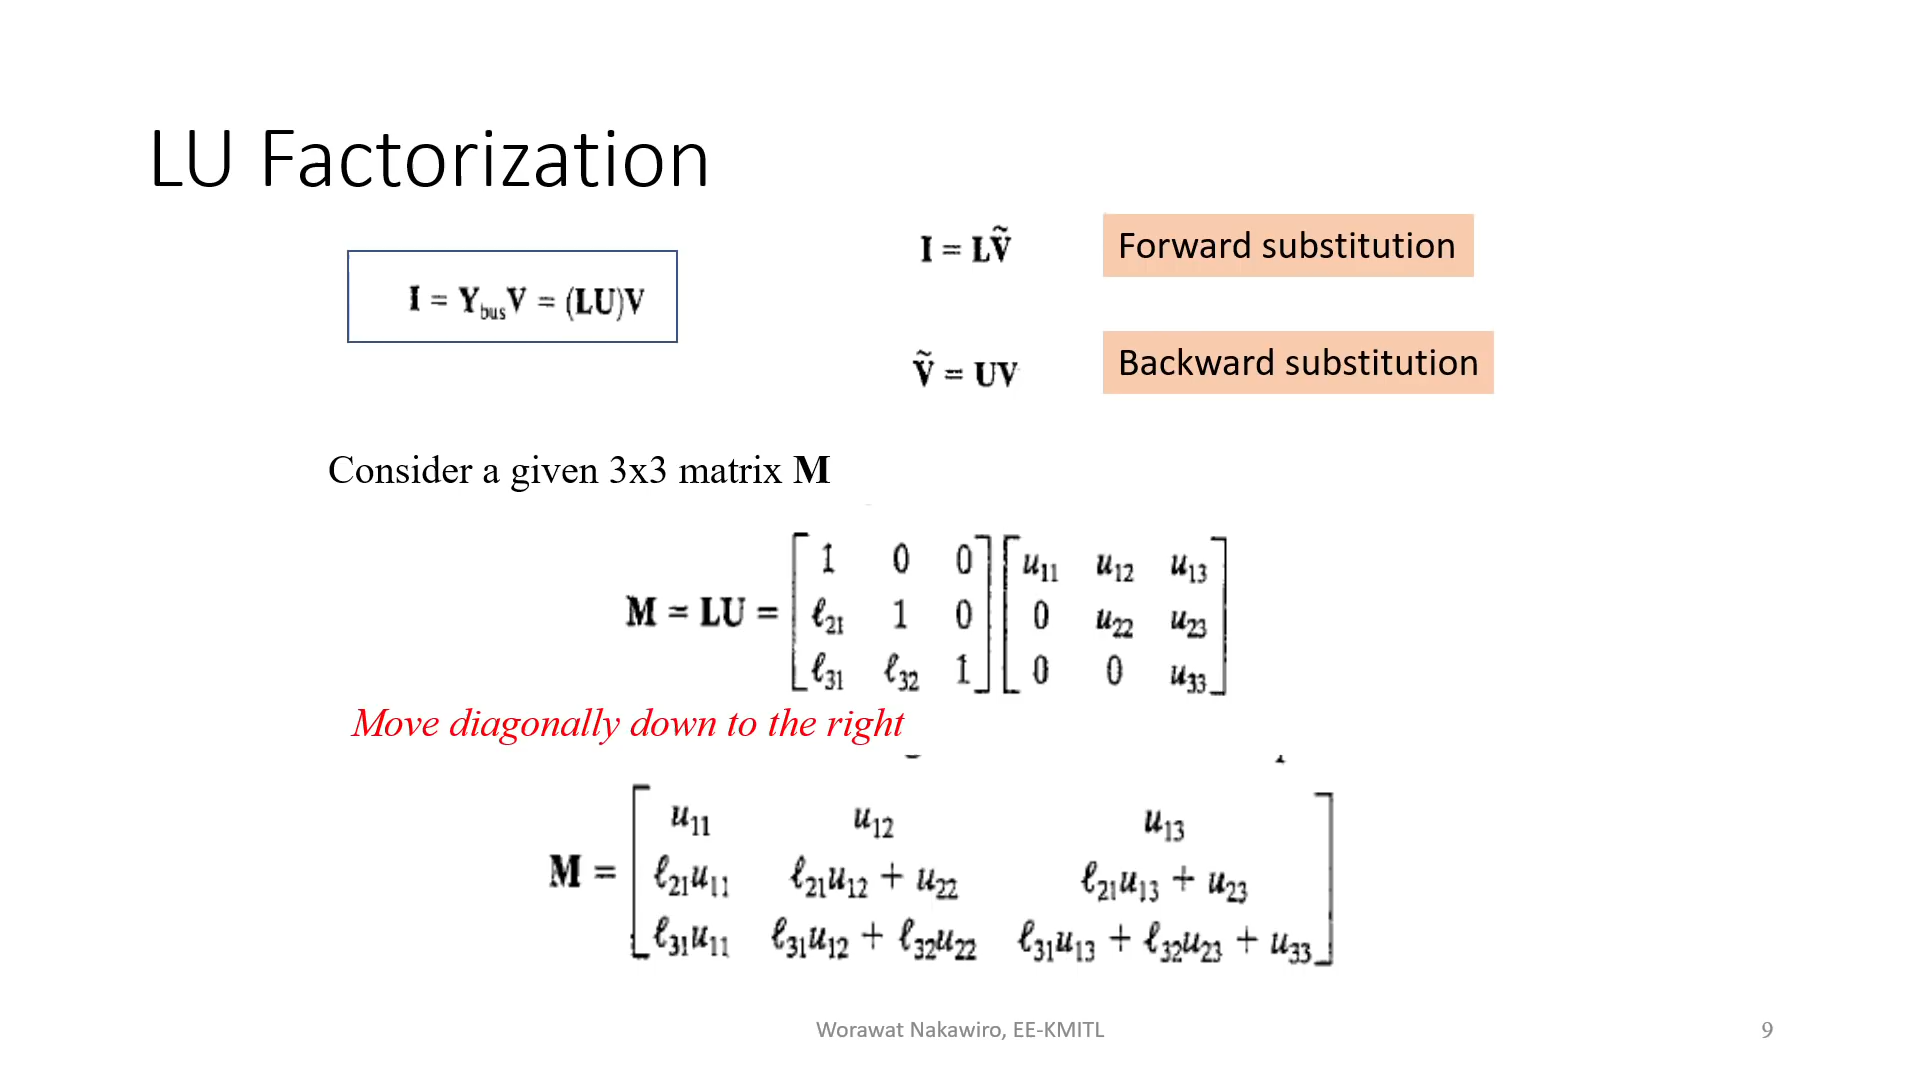 LU Factorization
I = Y_bus V = (LU)V
I = LṼ
Forward substitution
Ṽ = UV
Backward substitution
Consider a given 3x3 matrix M
M = LU = [1 0 0] [u11 u12 u13]
[ℓ21 1 0] [0 u22 u23]
[ℓ31 ℓ32 1] [0 0 u33]
Move diagonally down to the right
M = [u11 u12 u13]
[ℓ21u11 ℓ21u12 + u22 ℓ21u13 + u23]
[ℓ31u11 ℓ31u12 + ℓ32u22 ℓ31u13 + ℓ32u23 + u33]
Worawat Nakawiro, EE-KMITL
9